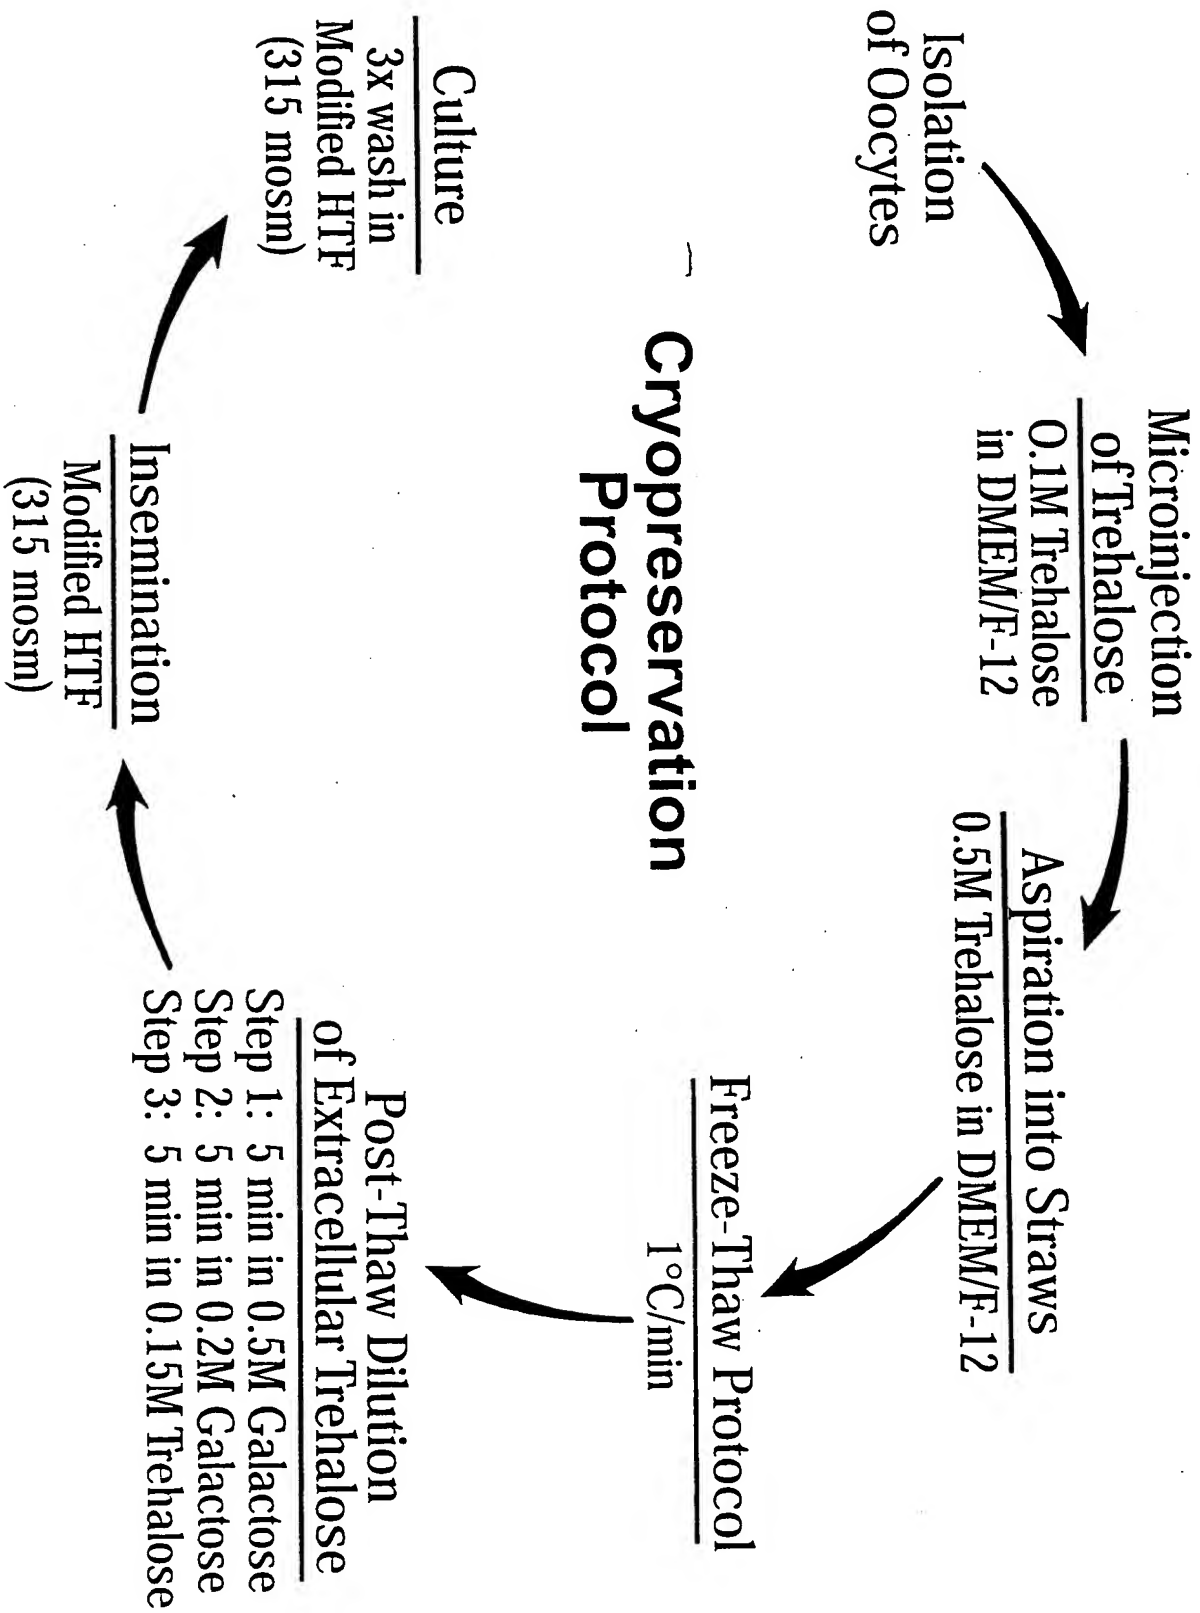 Isolation
of Oocytes
Microinjection
of Trehalose
0.1M Trehalose
in DMEM/F-12
Aspiration into Straws
0.5M Trehalose in DMEM/F-12
Freeze-Thaw Protocol
1°C/min
Post-Thaw Dilution
of Extracellular Trehalose
Step 1: 5 min in 0.5M Galactose
Step 2: 5 min in 0.2M Galactose
Step 3: 5 min in 0.15M Trehalose
Insemination
Modified HTF
(315 mosm)
Culture
3x wash in
Modified HTF
(315 mosm)
Cryopreservation
Protocol